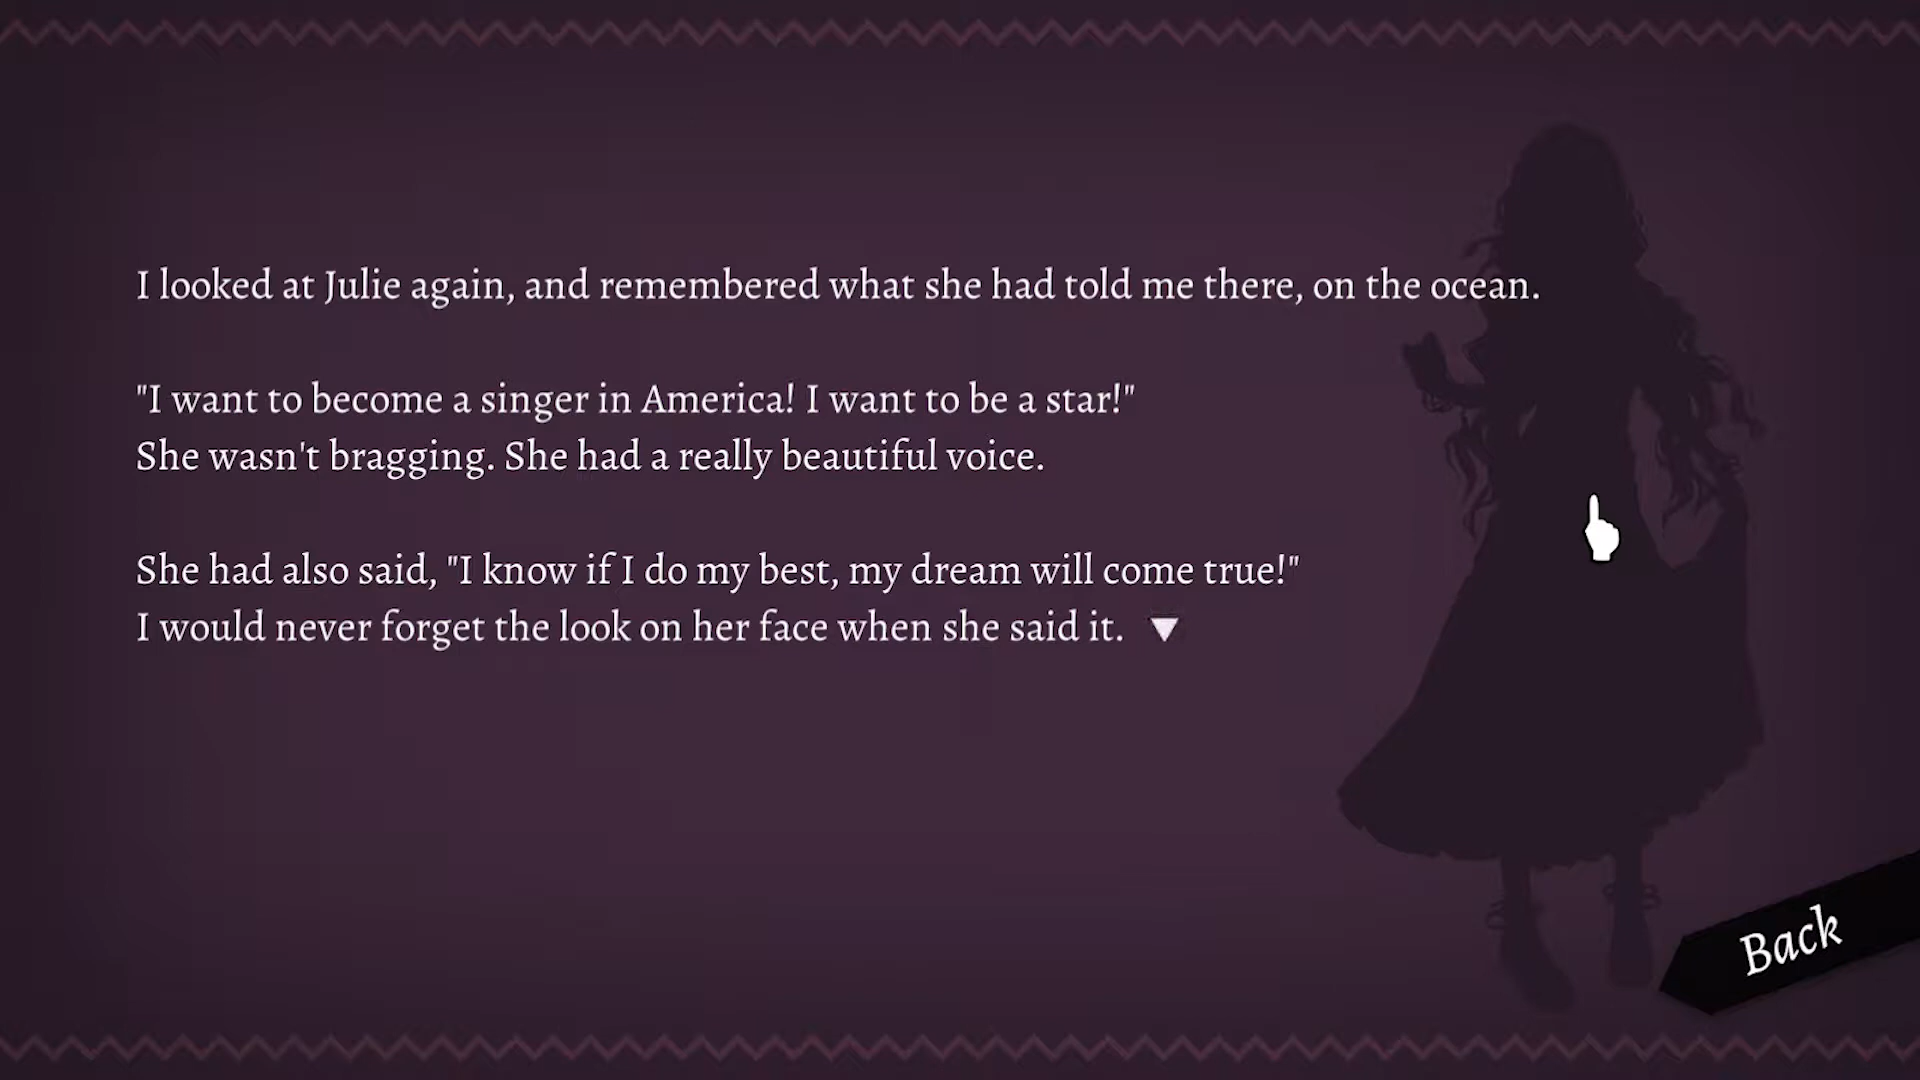 I looked at Julie again, and remembered what she had told me there, on the ocean.
"I want to become a singer in America! I want to be a star!"
She wasn't bragging. She had a really beautiful voice.
She had also said, "I know if I do my best, my dream will come true!"
I would never forget the look on her face when she said it.
Back